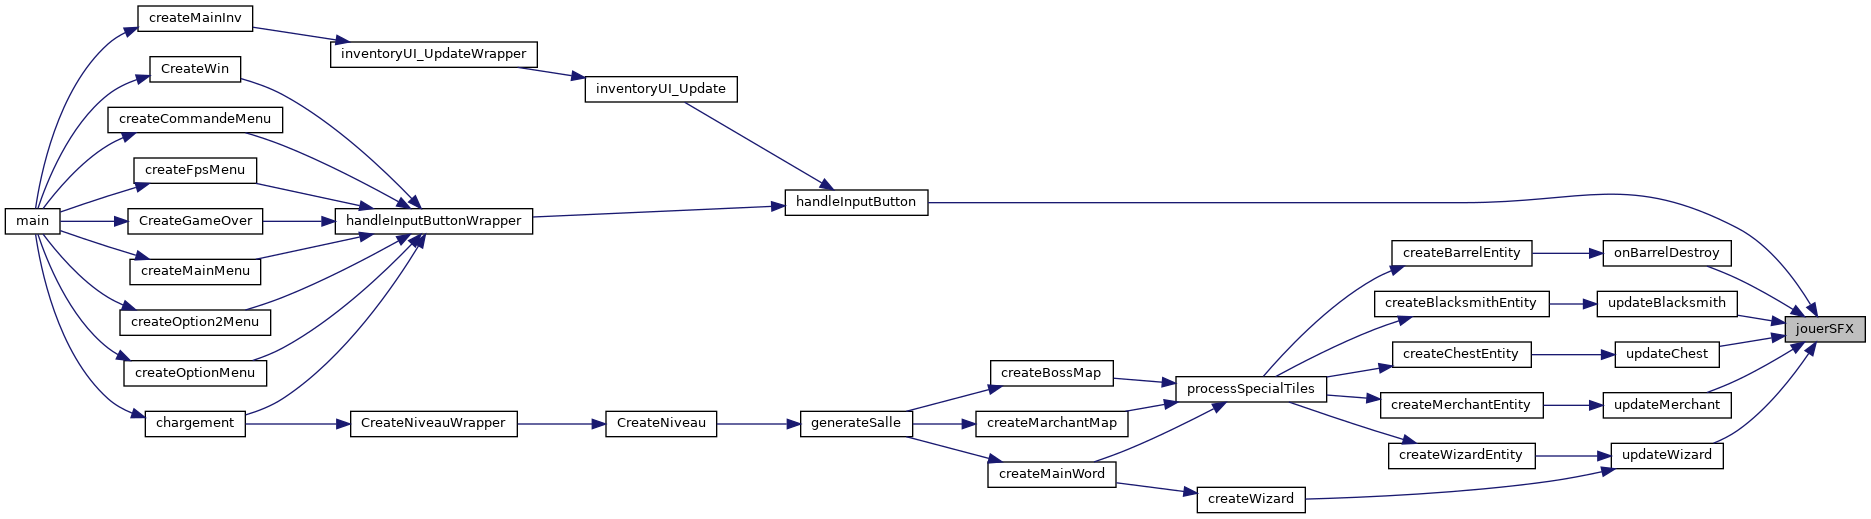 createMainInv
inventoryUI_UpdateWrapper
CreateWin
inventoryUI_Update
createCommandeMenu
createFpsMenu
handleInputButton
main
CreateGameOver
handleInputButtonWrapper
createBarrelEntity
onBarrelDestroy
createMainMenu
createBlacksmithEntity
updateBlacksmith
createOption2Menu
jouerSFX
createChestEntity
updateChest
createOptionMenu
createBossMap
processSpecialTiles
createMerchantEntity
updateMerchant
chargement
CreateNiveauWrapper
CreateNiveau
generateSalle
createMarchantMap
createWizardEntity
updateWizard
createMainWord
createWizard